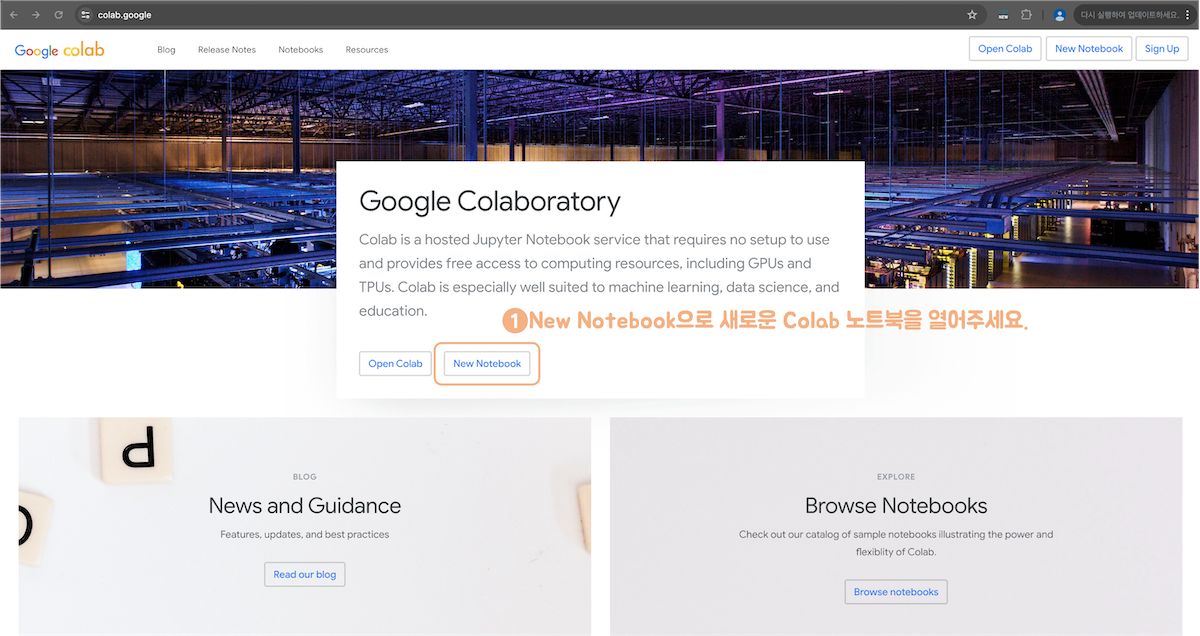 colab.google
다시 실행하여 업데이트하세요.
Google colab
Blog
Release Notes
Notebooks
Resources
Open Colab
New Notebook
Sign Up
Google Colaboratory
Colab is a hosted Jupyter Notebook service that requires no setup to use
and provides free access to computing resources, including GPUs and
TPUs. Colab is especially well suited to machine learning, data science, and
education.
❶New Notebook으로 새로운 Colab 노트북을 열어주세요.
Open Colab
New Notebook
P
BLOG
News and Guidance
Features, updates, and best practices
Read our blog
EXPLORE
Browse Notebooks
Check out our catalog of sample notebooks illustrating the power and
flexiblity of Colab.
Browse notebooks